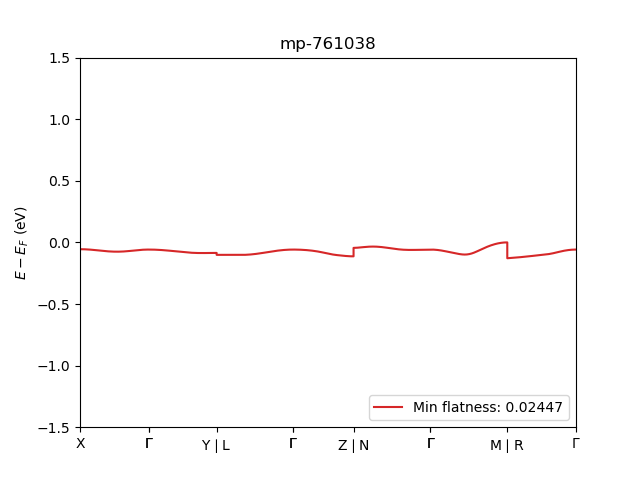 mp-761038
E − E_F (eV)
1.5
1.0
0.5
0.0
−0.5
−1.0
−1.5
Min flatness: 0.02447
X Γ Y | L Γ Z | N Γ M | R Γ